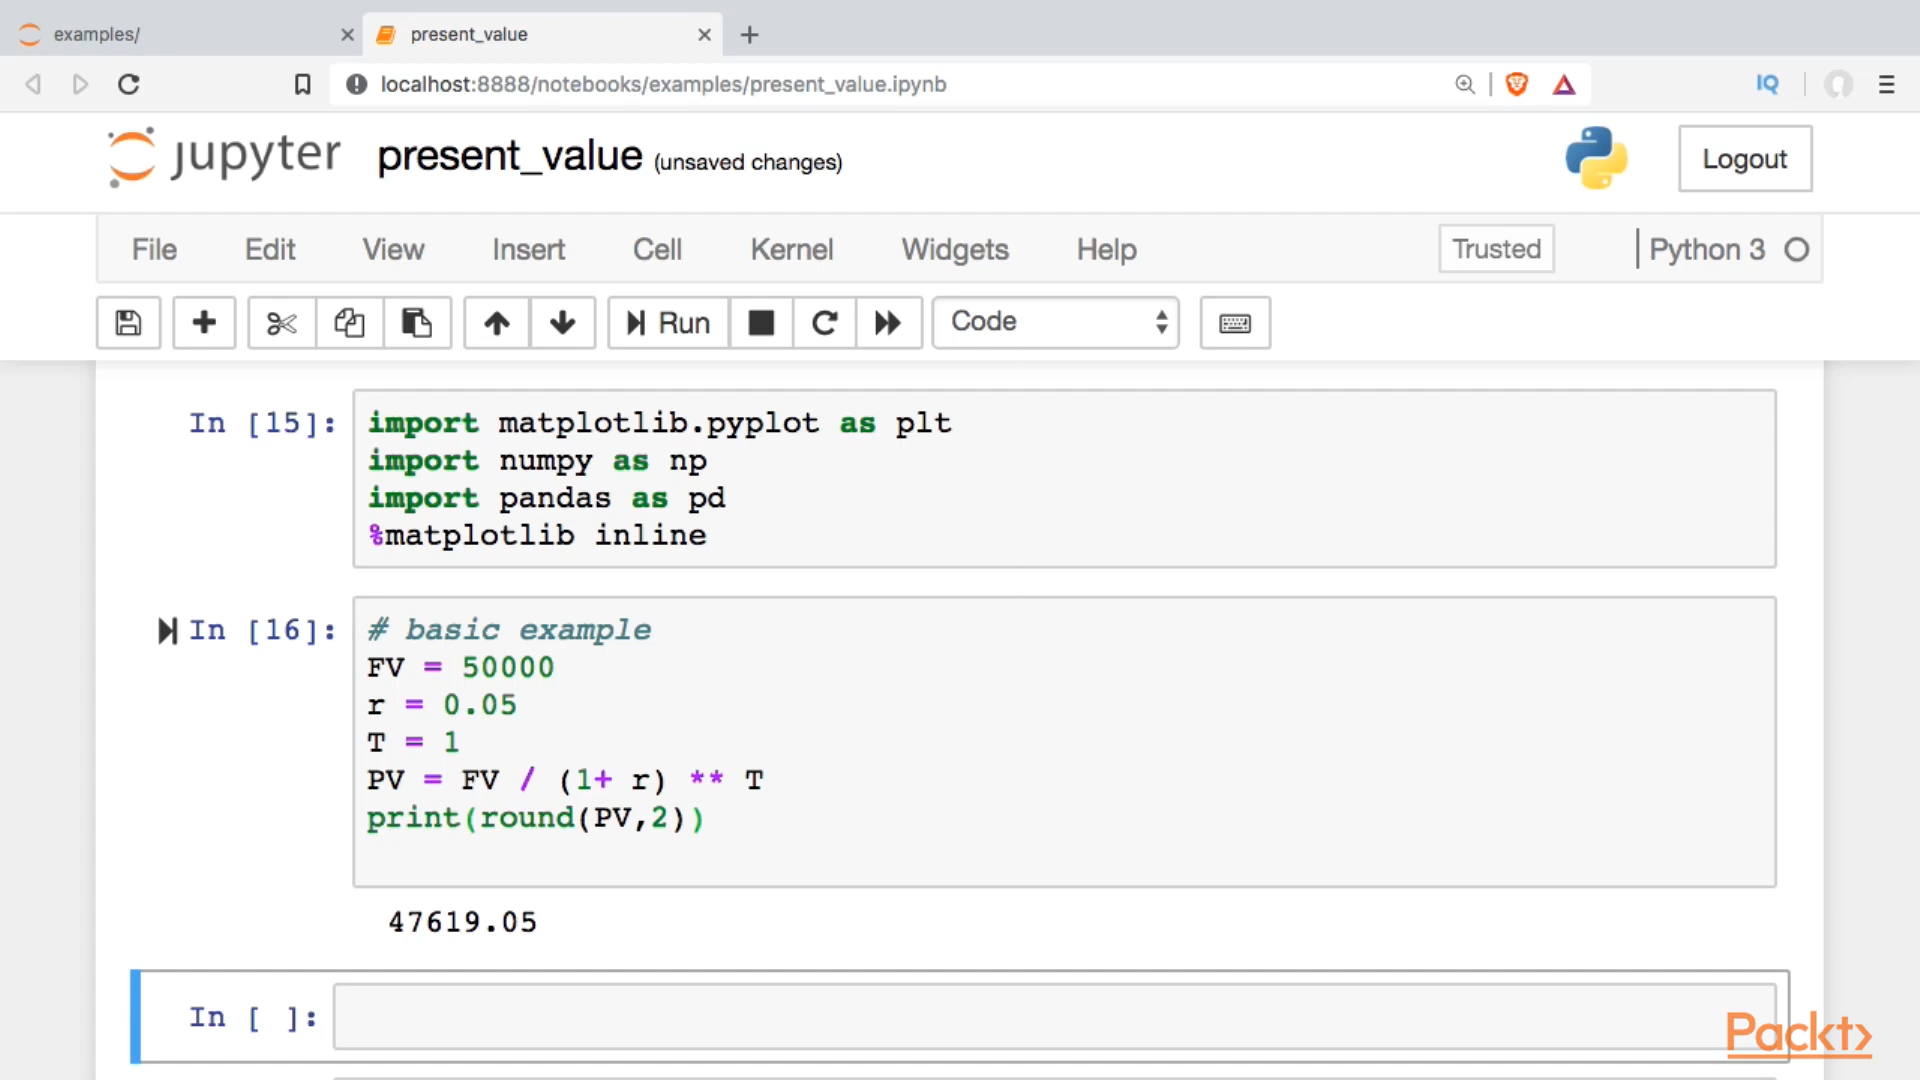 examples/
present_value
localhost:8888/notebooks/examples/present_value.ipynb
IQ
jupyter present_value (unsaved changes)
Logout
File Edit View Insert Cell Kernel Widgets Help Trusted Python 3
Run Code
In [15]: import matplotlib.pyplot as plt
import numpy as np
import pandas as pd
%matplotlib inline
In [16]: # basic example
FV = 50000
r = 0.05
T = 1
PV = FV / (1+ r) ** T
print(round(PV,2))
47619.05
In [ ]:
Packt>